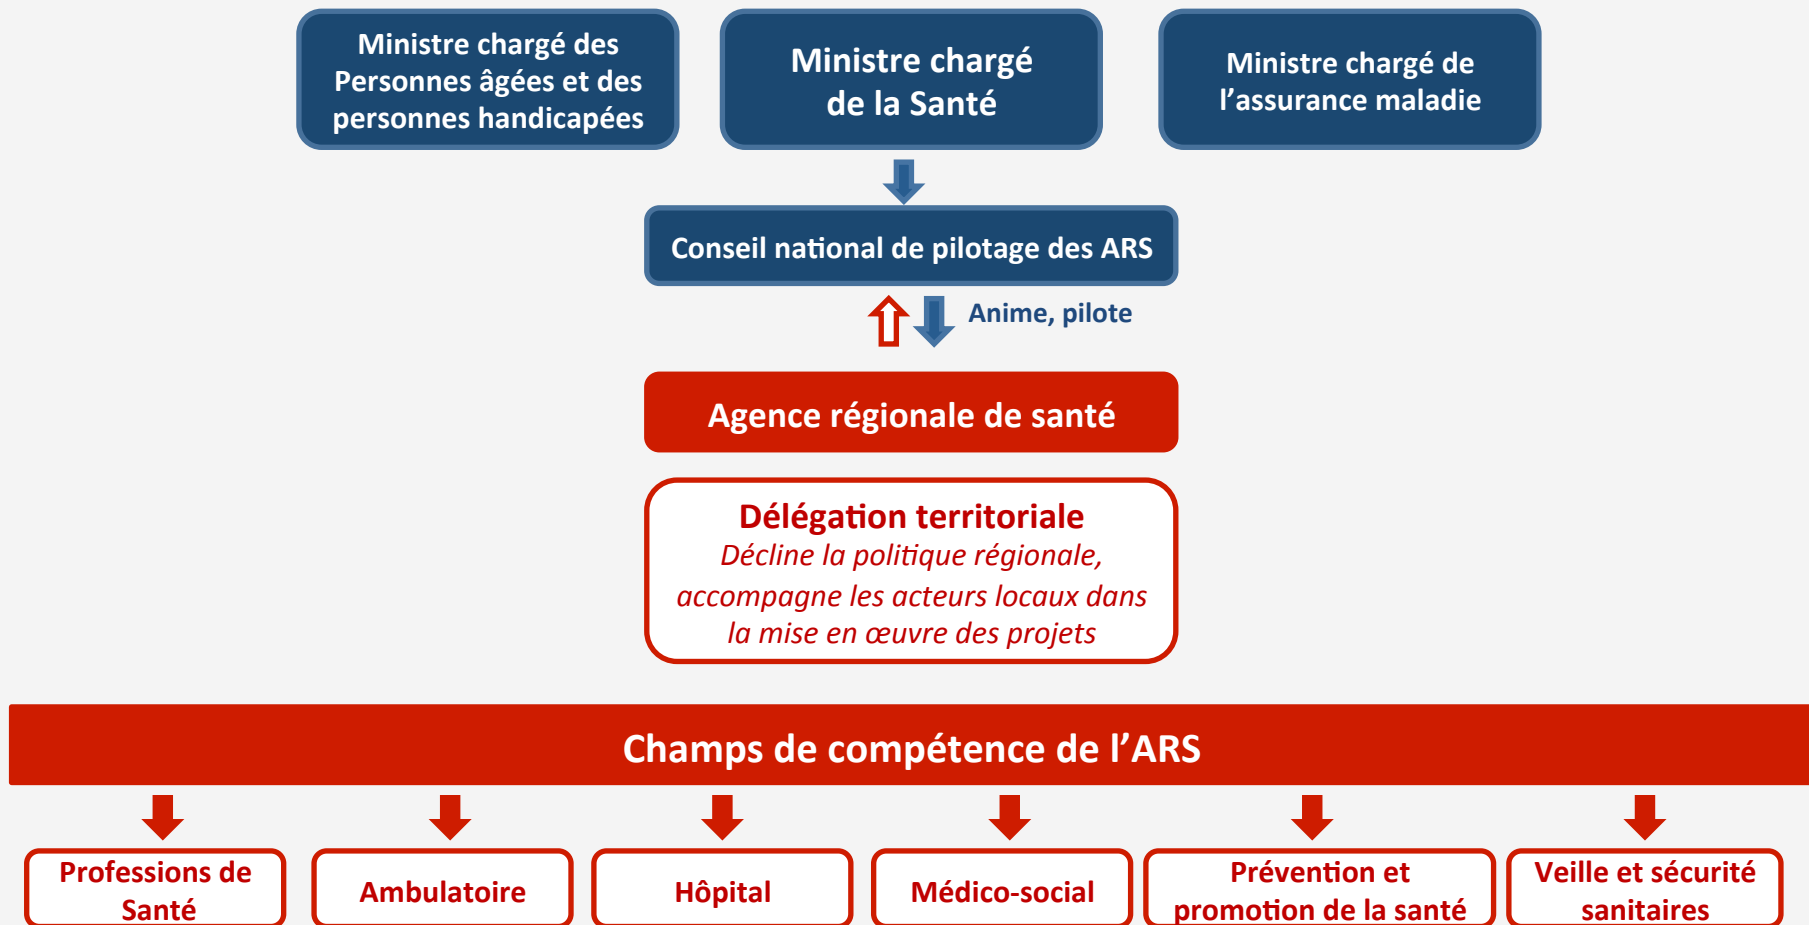 Ministre chargé des
Personnes âgées et des
personnes handicapées
Ministre chargé
de la Santé
Ministre chargé de
l’assurance maladie
Conseil national de pilotage des ARS
Anime, pilote
Agence régionale de santé
Délégation territoriale
Décline la politique régionale,
accompagne les acteurs locaux dans
la mise en œuvre des projets
Champs de compétence de l’ARS
Professions de
Santé
Ambulatoire
Hôpital
Médico-social
Prévention et
promotion de la santé
Veille et sécurité
sanitaires